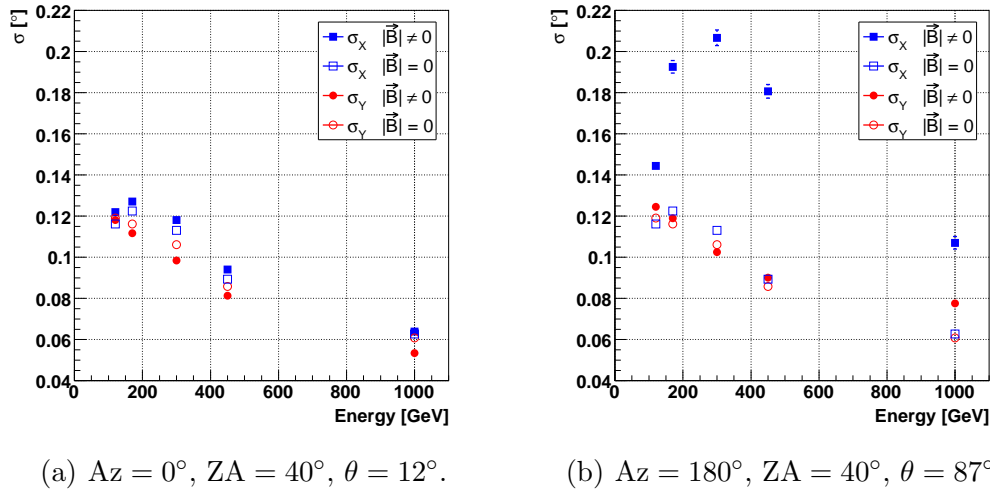 σ [°]
0.22
0.2
0.18
0.16
0.14
0.12
0.1
0.08
0.06
0.04
0 200 400 600 800 1000
Energy [GeV]
σX |B⃗| ≠ 0
σX |B⃗| = 0
σY |B⃗| ≠ 0
σY |B⃗| = 0
(a) Az = 0°, ZA = 40°, θ = 12°.
σ [°]
0.22
0.2
0.18
0.16
0.14
0.12
0.1
0.08
0.06
0.04
0 200 400 600 800 1000
Energy [GeV]
σX |B⃗| ≠ 0
σX |B⃗| = 0
σY |B⃗| ≠ 0
σY |B⃗| = 0
(b) Az = 180°, ZA = 40°, θ = 87°